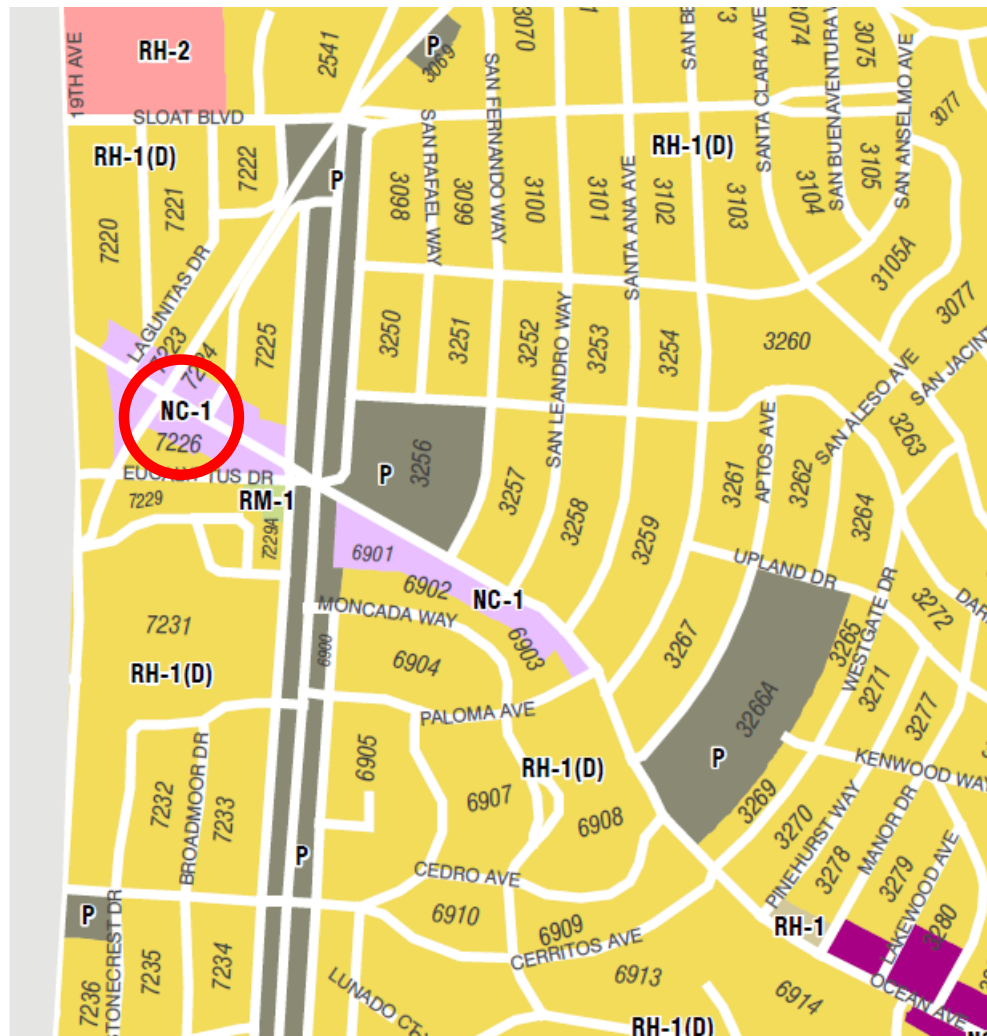 19TH AVE
RH-2
2541
P
3069
3070
3074
3075
SAN FERNANDO WAY
SANTA CLARA AVE
SAN BUENAVENTURA
SAN ANSELMO AVE
3077
SLOAT BLVD
RH-1(D)
7222
7221
7220
P
3098
SAN RAFAEL WAY
3099
3100
3101
SANTA ANA AVE
3102
RH-1(D)
3103
3104
3105
3105A
3077
LAGUNITAS DR
7223
7224
7225
3250
3251
3252
SAN LEANDRO WAY
3253
3254
3260
SAN ALESO AVE
SAN JACINT
3263
NC-1
7226
EUCALYPTUS DR
7229
RM-1
7229A
P
3256
3257
3258
3259
3261
APTOS AVE
3262
3264
UPLAND DR
6901
6902
NC-1
6903
MONCADA WAY
6900
6904
7231
RH-1(D)
3267
3266A
P
3265
WESTGATE DR
3271
3272
DAR
3277
KENWOOD WAY
PALOMA AVE
RH-1(D)
6905
6907
6908
7232
BROADMOOR DR
7233
P
3269
3270
PINEHURST WAY
3278
MANOR DR
3279
LAKEWOOD AVE
3280
RH-1
CEDRO AVE
6910
6909
CERRITOS AVE
6913
6914
OCEAN AVE
P
STONECREST DR
7236
7235
7234
LUNADO CT
RH-1(D)